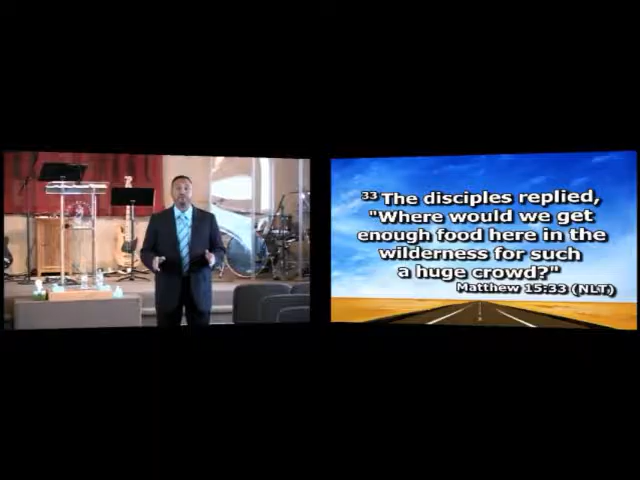 33 The disciples replied,
"Where would we get
enough food here in the
wilderness for such
a huge crowd?"
Matthew 15:33 (NLT)